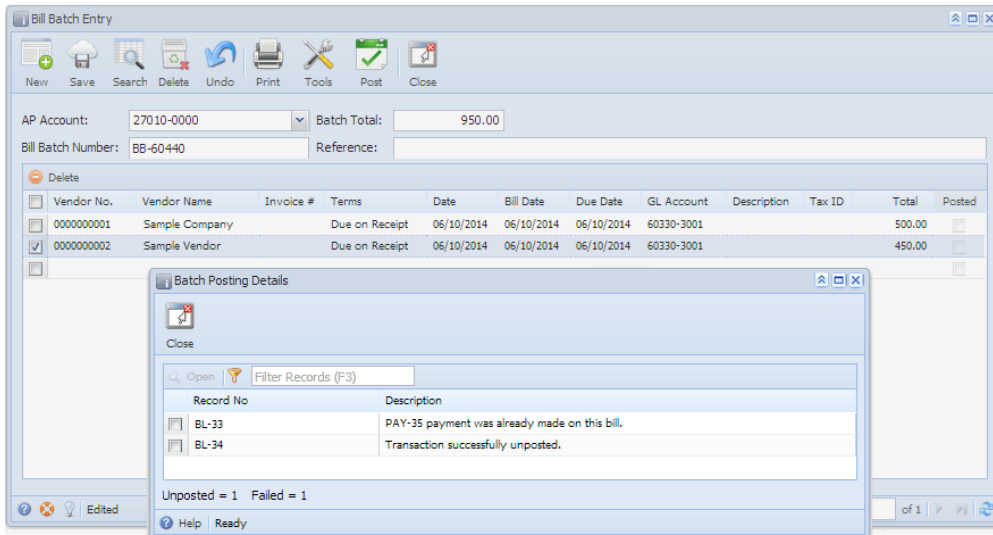 Bill Batch Entry
New Save Search Delete Undo Print Tools Post Close
AP Account: 27010-0000 Batch Total: 950.00
Bill Batch Number: BB-60440 Reference:
Delete
Vendor No. Vendor Name Invoice # Terms Date Bill Date Due Date GL Account Description Tax ID Total Posted
0000000001 Sample Company Due on Receipt 06/10/2014 06/10/2014 06/10/2014 60330-3001 500.00
0000000002 Sample Vendor Due on Receipt 06/10/2014 06/10/2014 06/10/2014 60330-3001 450.00
Batch Posting Details
Close
Open Filter Records (F3)
Record No Description
BL-33 PAY-35 payment was already made on this bill.
BL-34 Transaction successfully unposted.
Unposted = 1 Failed = 1
Edited of 1
Help Ready